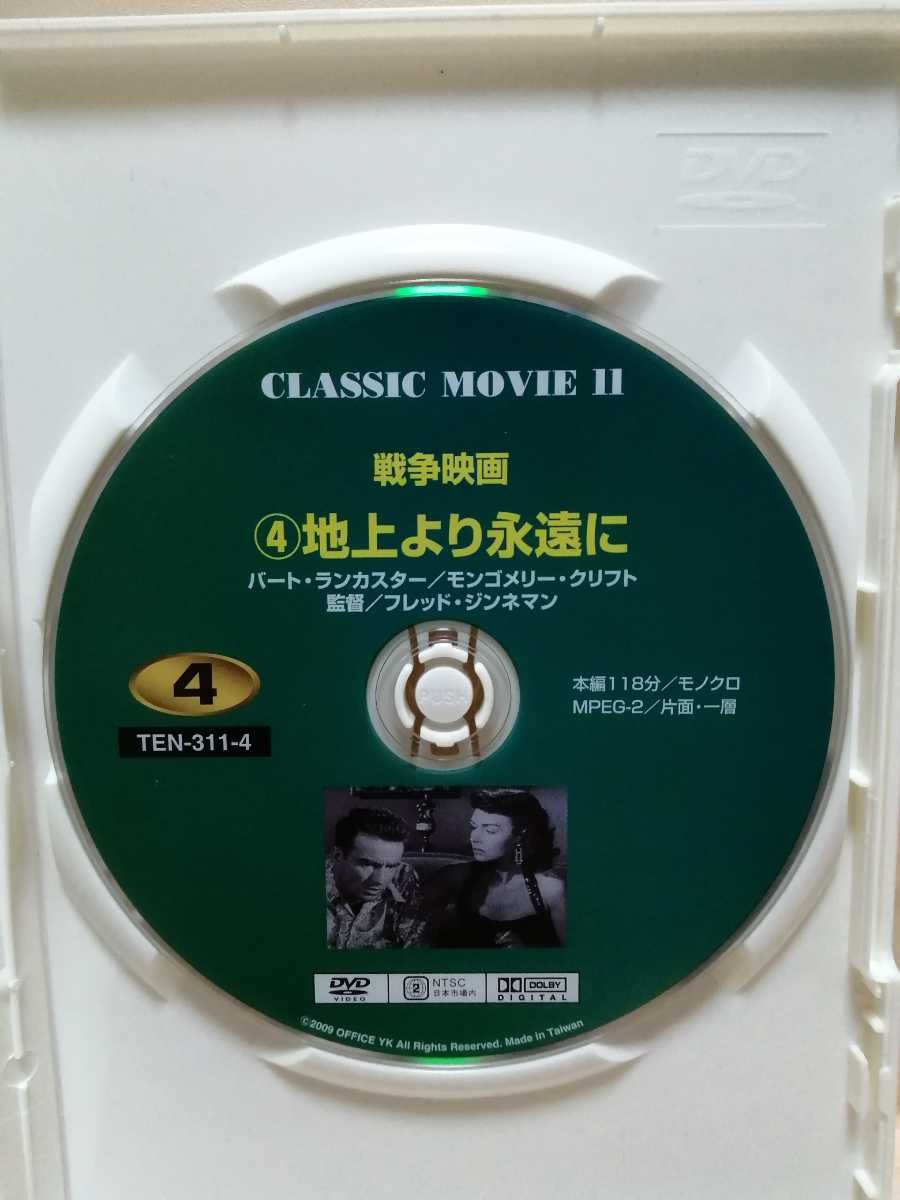 DVD
CLASSIC MOVIE 11
戦争映画
④地上より永遠に
バート・ランカスター／モンゴメリー・クリフト
監督／フレッド・ジンネマン
4
TEN-311-4
PUSH
本編118分／モノクロ
MPEG-2／片面・一層
DVD
VIDEO
2
NTSC
日本市場内
DOLBY
DIGITAL
©2009 OFFICE YK All Rights Reserved. Made in Taiwan